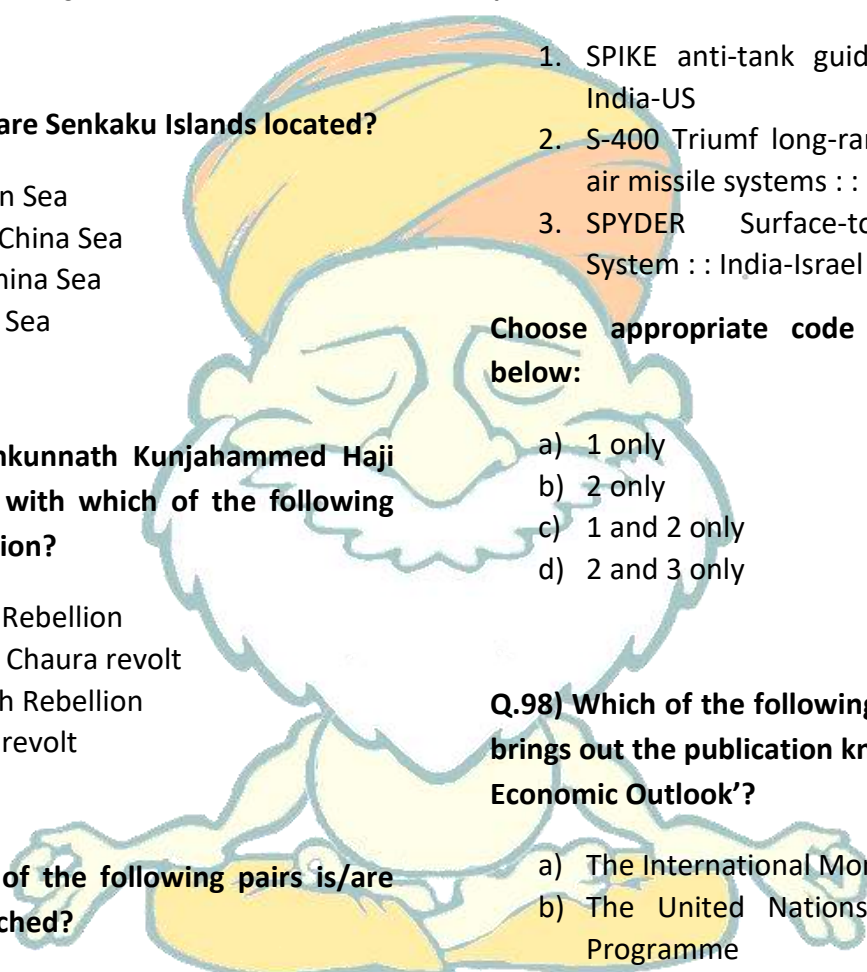 are Senkaku Islands located?
n Sea
China Sea
hina Sea
Sea
nkunnath Kunjahammed Haji
with which of the following
ion?
Rebellion
Chaura revolt
h Rebellion
revolt
of the following pairs is/are
ched?
1. SPIKE anti-tank guid
India-US
2. S-400 Triumf long-ra
air missile systems : :
3. SPYDER Surface-to
System : : India-Israel
Choose appropriate code
below:
a) 1 only
b) 2 only
c) 1 and 2 only
d) 2 and 3 only
Q.98) Which of the following
brings out the publication kn
Economic Outlook’?
a) The International Mon
b) The United Nations
Programme